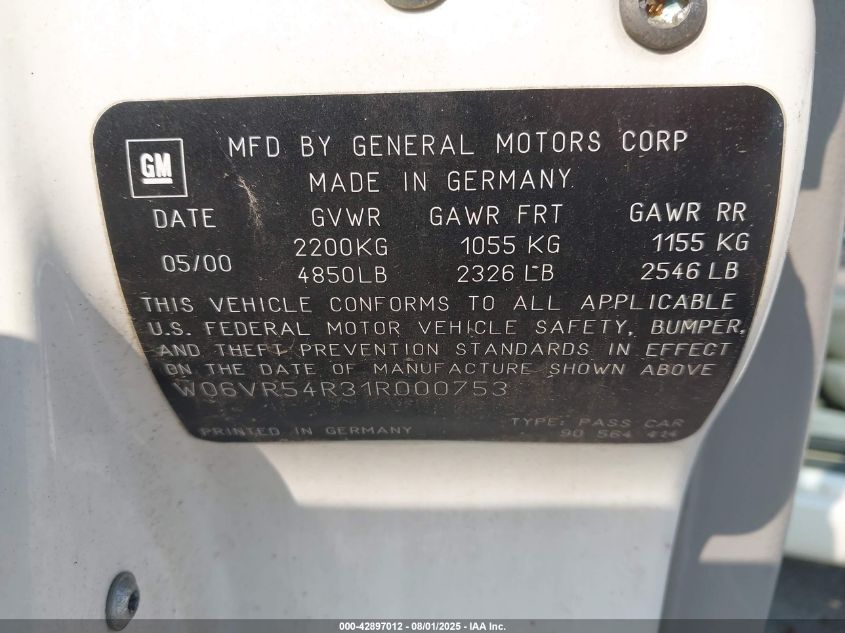 GM
MFD BY GENERAL MOTORS CORP
MADE IN GERMANY
DATE GVWR GAWR FRT GAWR RR
05/00 2200KG 1055 KG 1155 KG
4850LB 2326 LB 2546 LB
THIS VEHICLE CONFORMS TO ALL APPLICABLE
U.S. FEDERAL MOTOR VEHICLE SAFETY, BUMPER,
AND THEFT PREVENTION STANDARDS IN EFFECT
ON THE DATE OF MANUFACTURE SHOWN ABOVE
W06VR54R31R000753
TYPE: PASS CAR
PRINTED IN GERMANY 90 564 414
000-42897012 • 08/01/2025 • IAA Inc.